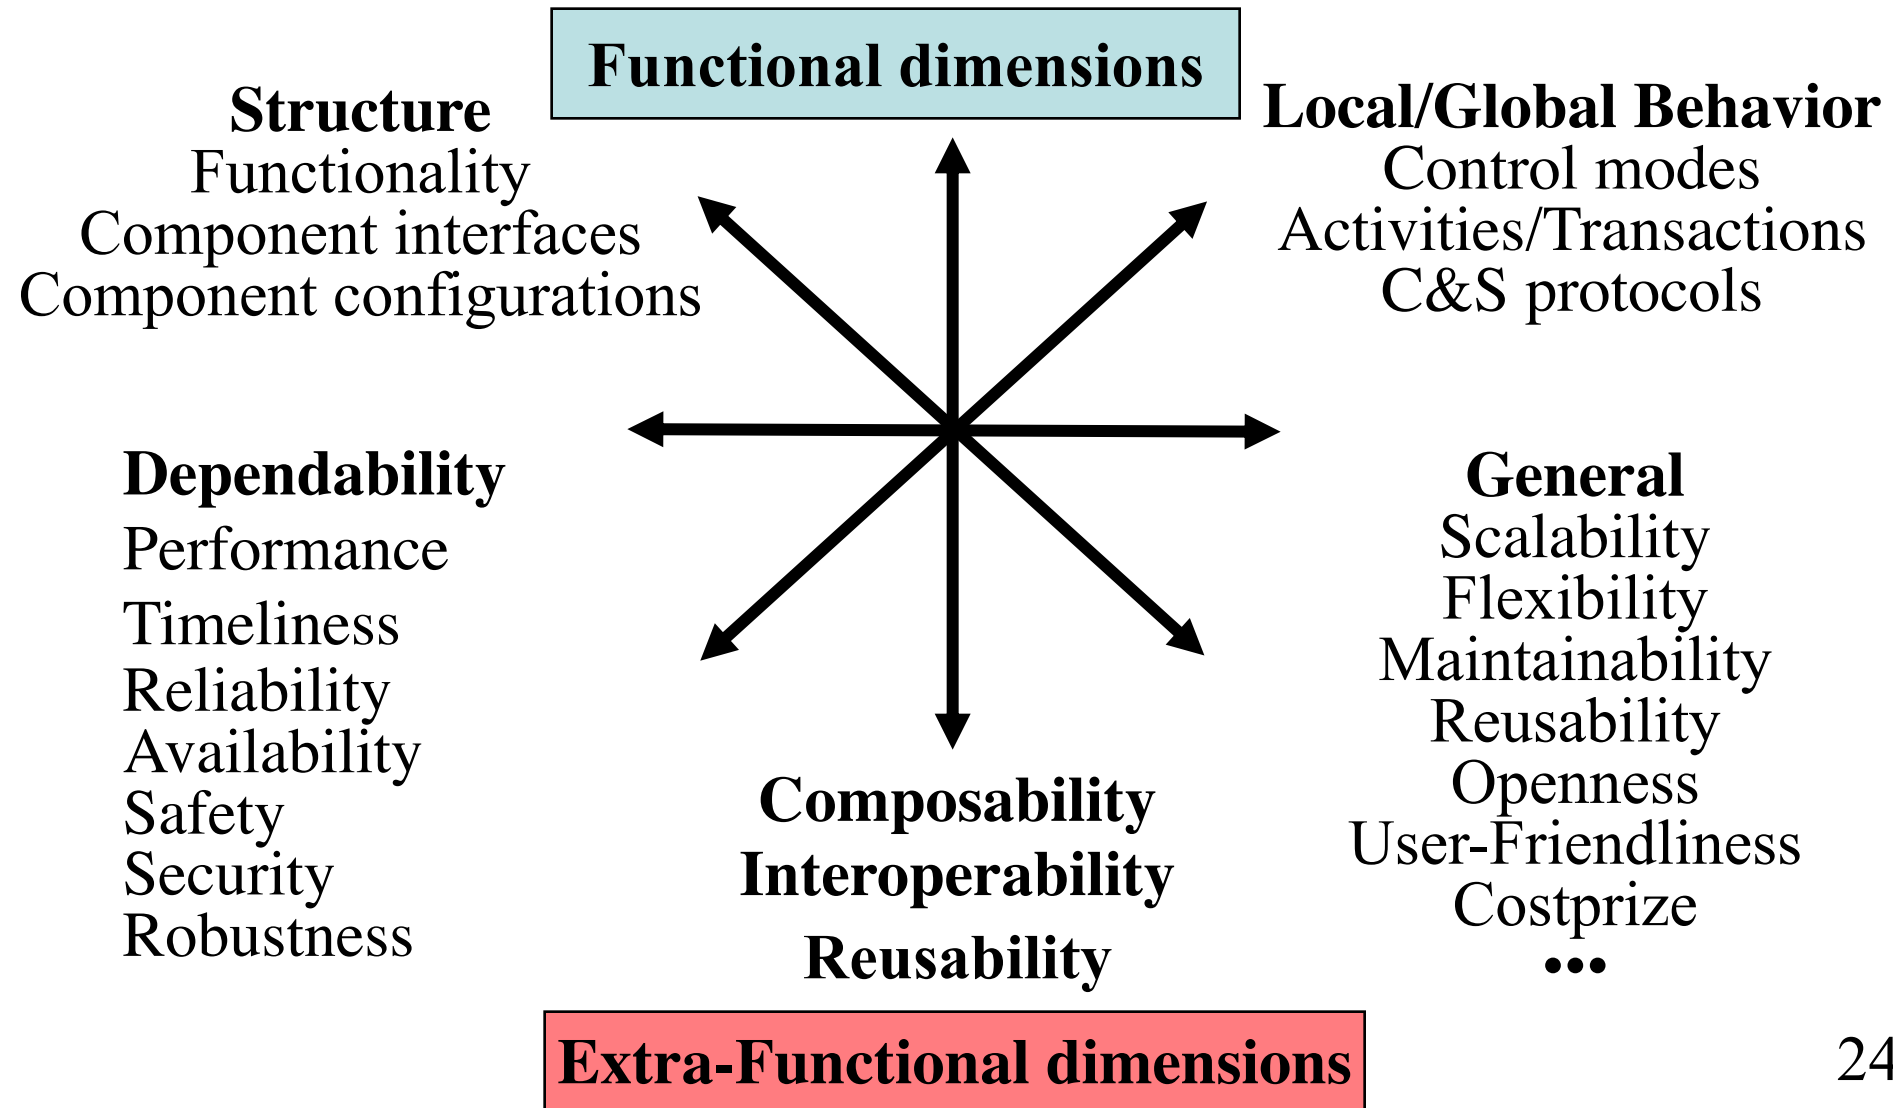 Functional dimensions
Structure
Functionality
Component interfaces
Component configurations
Local/Global Behavior
Control modes
Activities/Transactions
C&S protocols
Dependability
Performance
Timeliness
Reliability
Availability
Safety
Security
Robustness
Composability
Interoperability
Reusability
General
Scalability
Flexibility
Maintainability
Reusability
Openness
User-Friendliness
Costprize
•••
Extra-Functional dimensions
24